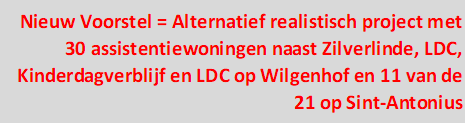 Nieuw Voorstel = Alternatief realistisch project met
30 assistentiewoningen naast Zilverlinde, LDC,
Kinderdagverblijf en LDC op Wilgenhof en 11 van de
21 op Sint-Antonius